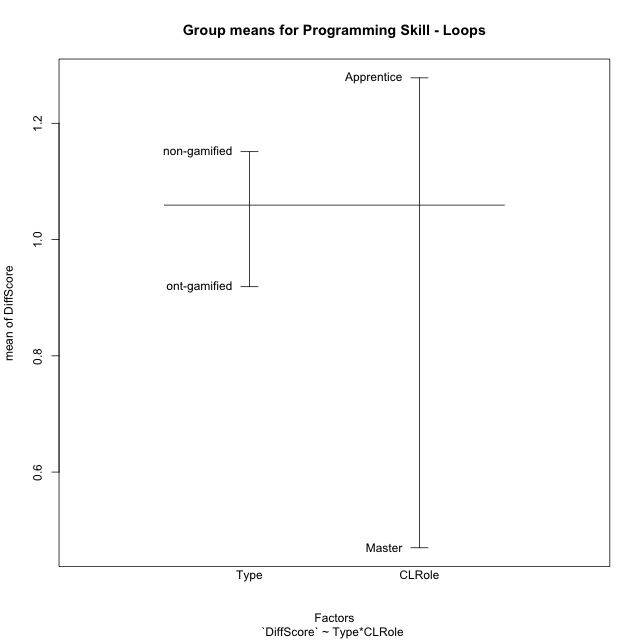 Group means for Programming Skill - Loops
Apprentice
non-gamified
ont-gamified
Master
1.2
1.0
0.8
0.6
mean of DiffScore
Type
CLRole
Factors
`DiffScore` ~ Type*CLRole